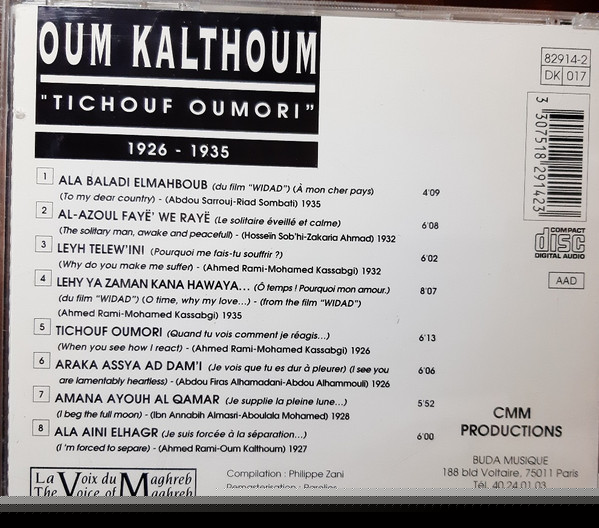 OUM KALTHOUM
"TICHOUF OUMORI"
1926 - 1935
82914-2
DK 017
3 307518 291423
COMPACT
disc
DIGITAL AUDIO
AAD
1 ALA BALADI ELMAHBOUB (du film "WIDAD") (À mon cher pays) 4'09
(To my dear country) - (Abdou Sarrouj-Riad Sombati) 1935
2 AL-AZOUL FAYË' WE RAYË (Le solitaire éveillé et calme) 6'08
(The solitary man, awake and peacefull) - (Hosseïn Sob'hi-Zakaria Ahmad) 1932
3 LEYH TELEW'INI (Pourquoi me fais-tu souffrir ?) 6'02
(Why do you make me suffer) - (Ahmed Rami-Mohamed Kassabgi) 1932
4 LEHY YA ZAMAN KANA HAWAYA... (Ô temps ! Pourquoi mon amour.) 8'07
(du film "WIDAD") (O time, why my love...) - (from the film "WIDAD")
(Ahmed Rami-Mohamed Kassabgi) 1935
5 TICHOUF OUMORI (Quand tu vois comment je réagis...) 6'13
(When you see how I react) - (Ahmed Rami-Mohamed Kassabgi) 1926
6 ARAKA ASSYA AD DAM'I (Je vois que tu es dur à pleurer) (I see you 6'06
are lamentably heartless) - (Abdou Firas Alhamadani-Abdou Alhammouli) 1926
7 AMANA AYOUH AL QAMAR (Je supplie la pleine lune...) 5'52
(I beg the full moon) - (Ibn Annabih Almasri-Aboulala Mohamed) 1928
8 ALA AINI ELHAGR (Je suis forcée à la séparation...) 6'00
(I 'm forced to separe) - (Ahmed Rami-Oum Kalthoum) 1927
CMM
PRODUCTIONS
BUDA MUSIQUE
188 bld Voltaire, 75011 Paris
Tél. 40.24.01.03
La Voix du Maghreb
The Voice of Maghreb
Compilation : Philippe Zani
Remasterisation : Parelies